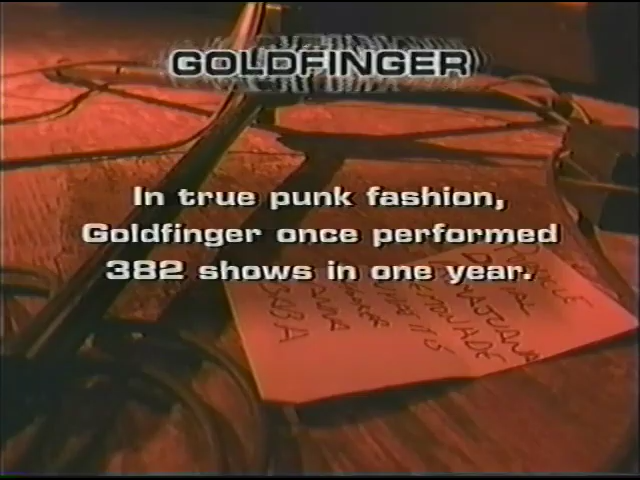 GOLDFINGER
In true punk fashion,
Goldfinger once performed
382 shows in one year.